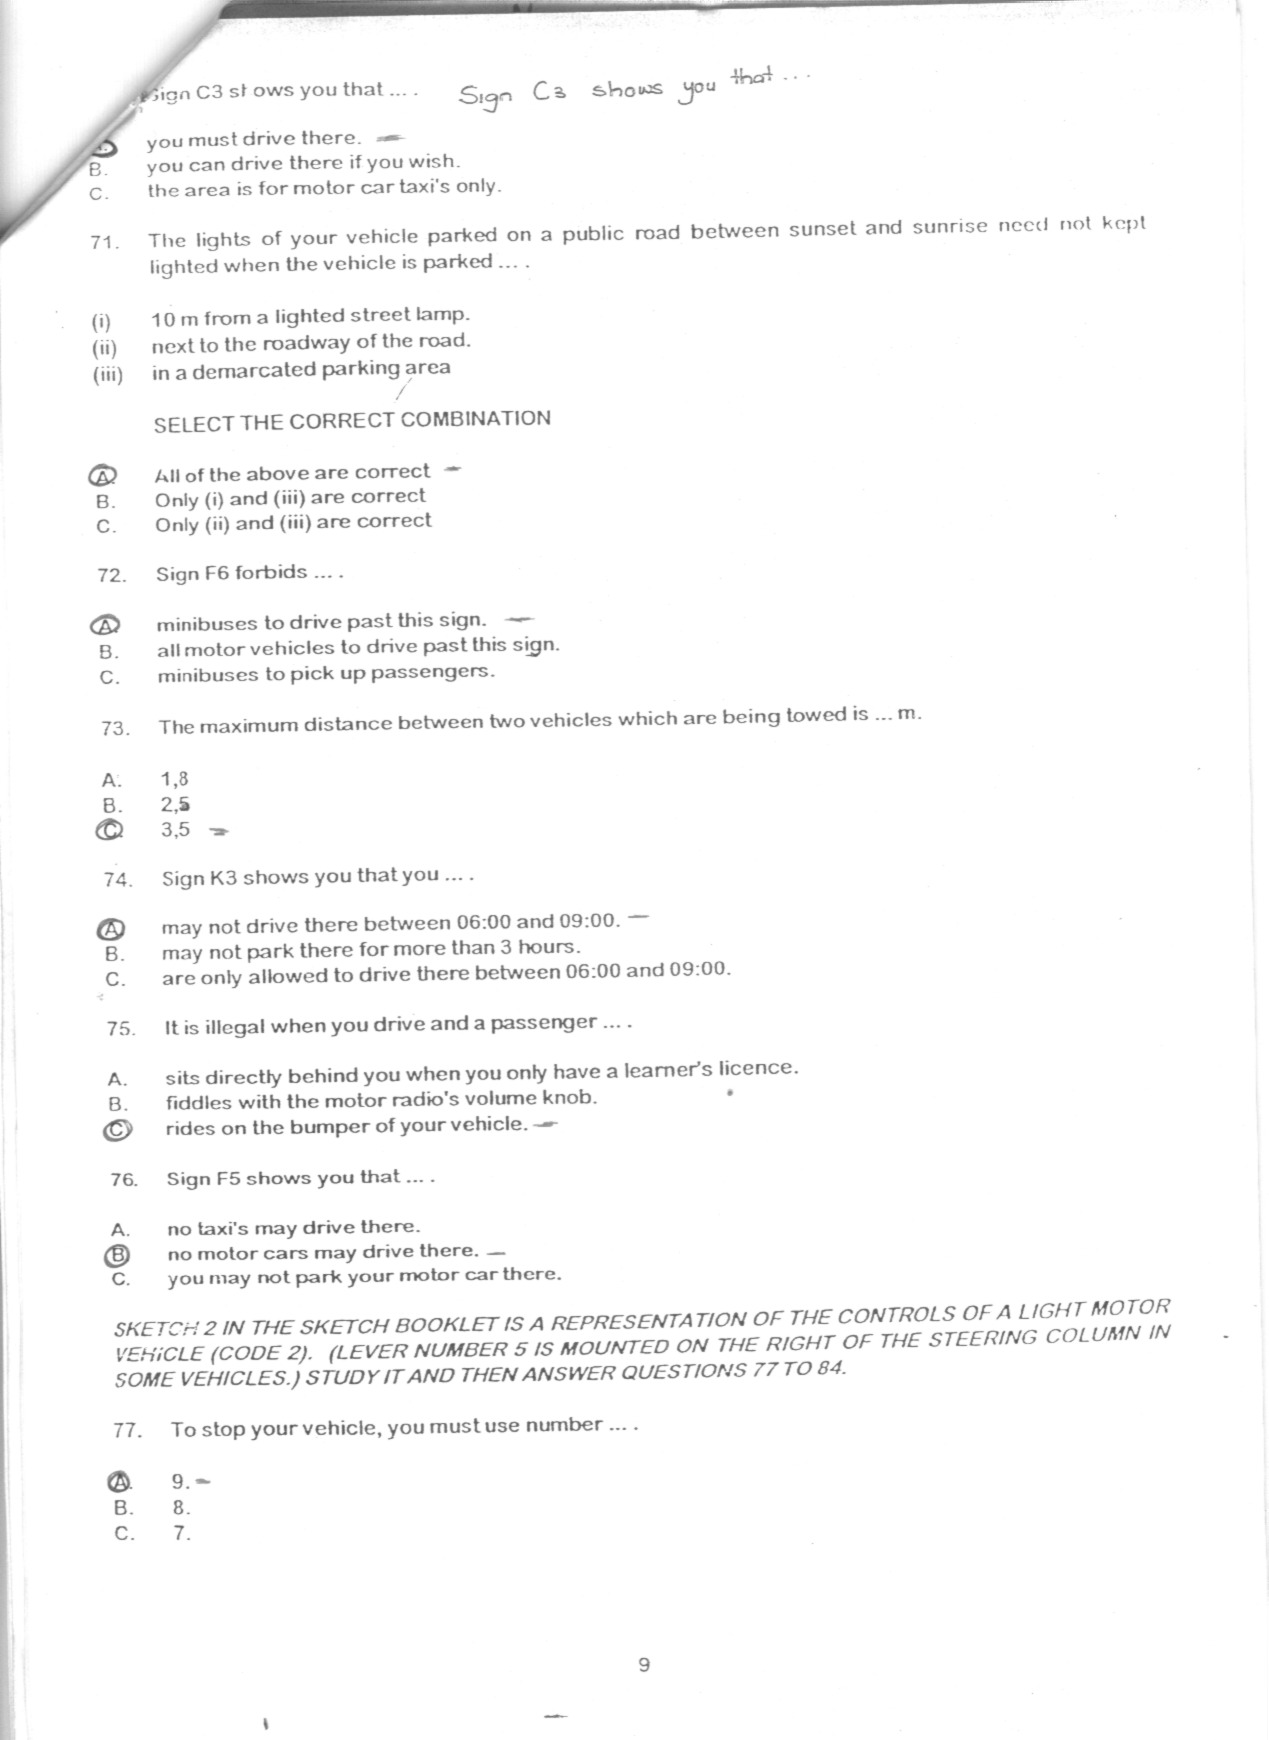 Sign C3 shows you that ... . Sign C3 shows you that ...
A. you must drive there.
B. you can drive there if you wish.
C. the area is for motor car taxi's only.
71. The lights of your vehicle parked on a public road between sunset and sunrise need not kept
lighted when the vehicle is parked ... .
(i) 10 m from a lighted street lamp.
(ii) next to the roadway of the road.
(iii) in a demarcated parking area
SELECT THE CORRECT COMBINATION
A. All of the above are correct
B. Only (i) and (iii) are correct
C. Only (ii) and (iii) are correct
72. Sign F6 forbids ... .
A. minibuses to drive past this sign.
B. all motor vehicles to drive past this sign.
C. minibuses to pick up passengers.
73. The maximum distance between two vehicles which are being towed is ... m.
A. 1,8
B. 2,5
C. 3,5
74. Sign K3 shows you that you ... .
A. may not drive there between 06:00 and 09:00.
B. may not park there for more than 3 hours.
C. are only allowed to drive there between 06:00 and 09:00.
75. It is illegal when you drive and a passenger ... .
A. sits directly behind you when you only have a learner's licence.
B. fiddles with the motor radio's volume knob.
C. rides on the bumper of your vehicle.
76. Sign F5 shows you that ... .
A. no taxi's may drive there.
B. no motor cars may drive there.
C. you may not park your motor car there.
SKETCH 2 IN THE SKETCH BOOKLET IS A REPRESENTATION OF THE CONTROLS OF A LIGHT MOTOR
VEHICLE (CODE 2). (LEVER NUMBER 5 IS MOUNTED ON THE RIGHT OF THE STEERING COLUMN IN
SOME VEHICLES.) STUDY IT AND THEN ANSWER QUESTIONS 77 TO 84.
77. To stop your vehicle, you must use number ... .
A. 9.
B. 8.
C. 7.
9